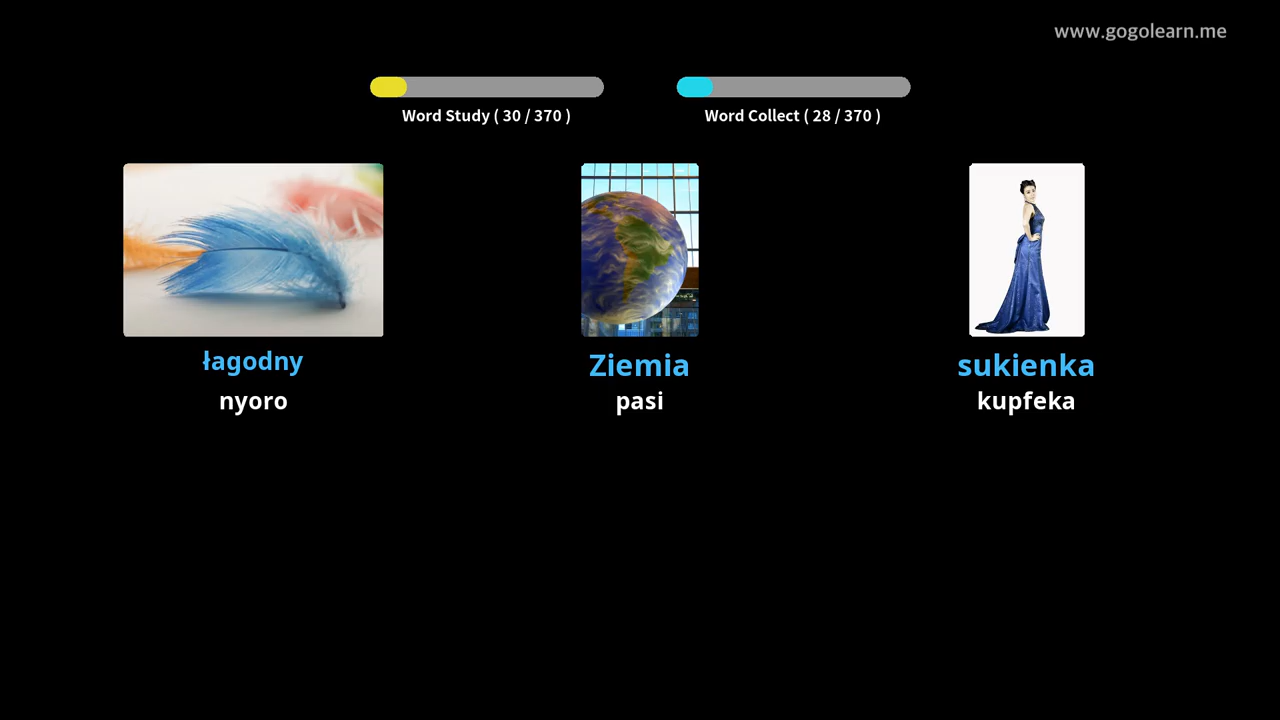 www.gogolearn.me
Word Study ( 30 / 370 )
Word Collect ( 28 / 370 )
łagodny
nyoro
Ziemia
pasi
sukienka
kupfeka